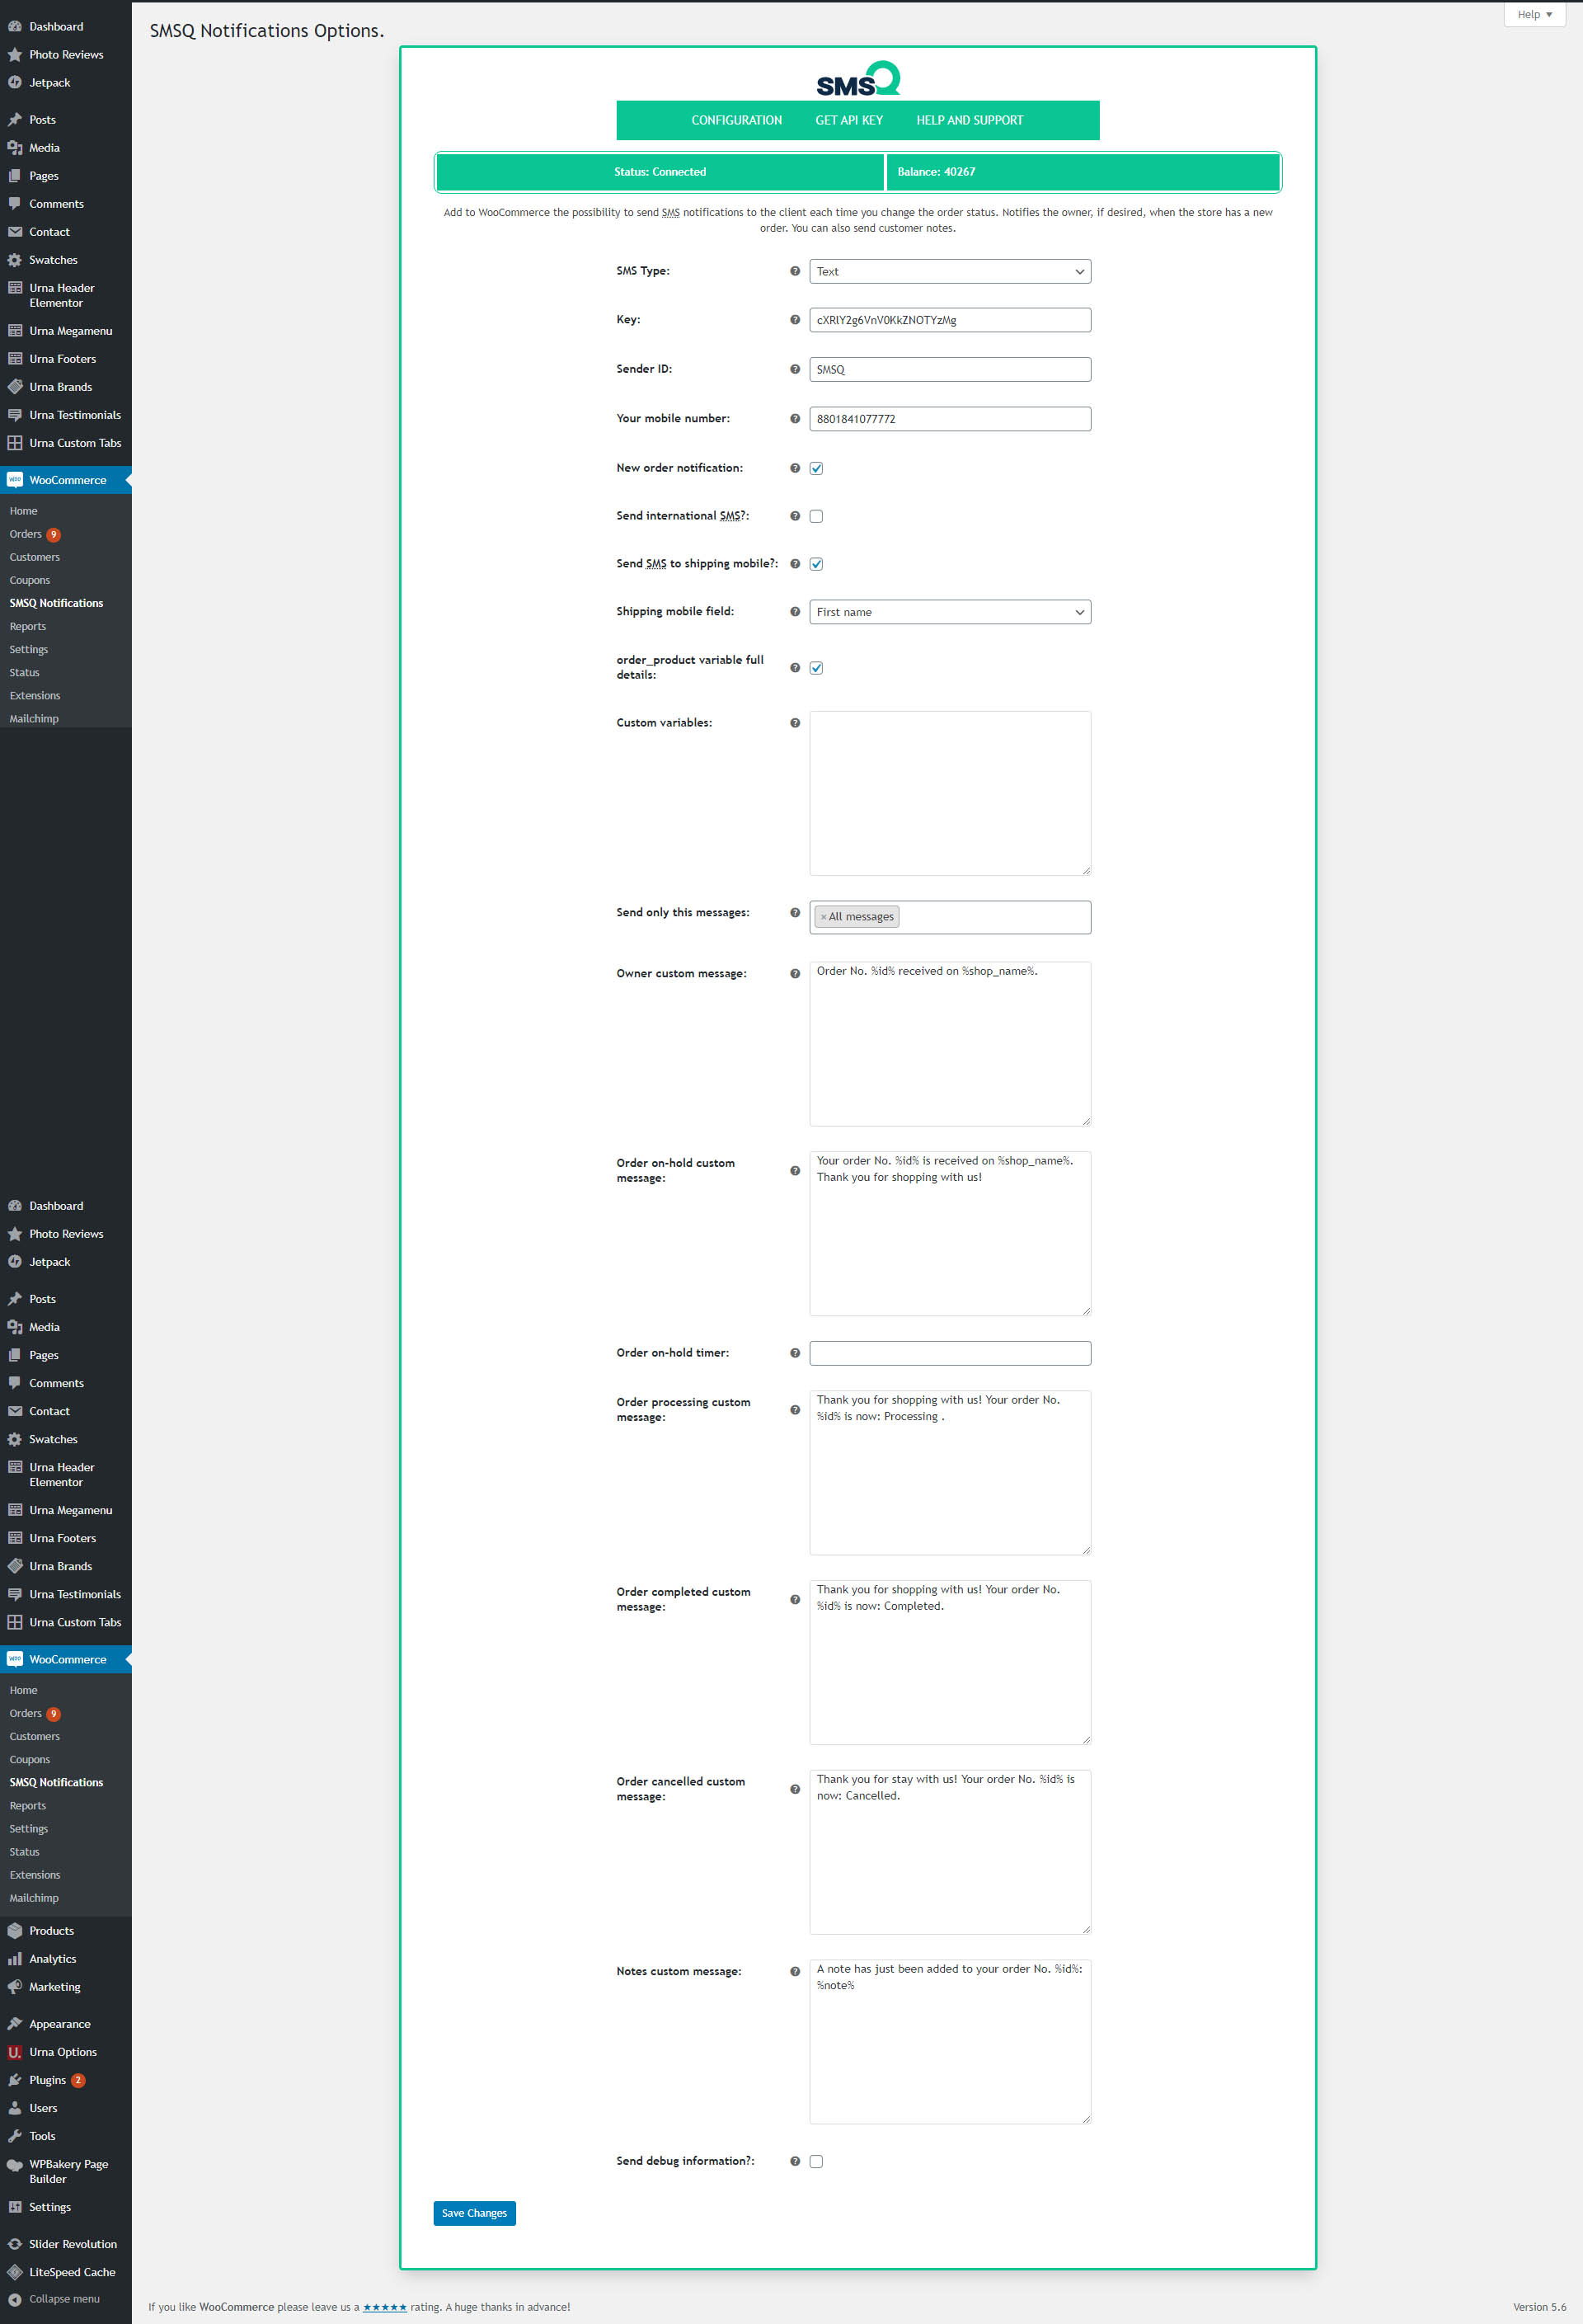 SMSQ Notifications Options.
Help
Dashboard
Photo Reviews
Jetpack
Posts
Media
Pages
Comments
Contact
Swatches
Urna Header
Elementor
Urna Megamenu
Urna Footers
Urna Brands
Urna Testimonials
Urna Custom Tabs
WooCommerce
Home
Orders 9
Customers
Coupons
SMSQ Notifications
Reports
Settings
Status
Extensions
Mailchimp
Dashboard
Photo Reviews
Jetpack
Posts
Media
Pages
Comments
Contact
Swatches
Urna Header
Elementor
Urna Megamenu
Urna Footers
Urna Brands
Urna Testimonials
Urna Custom Tabs
WooCommerce
Home
Orders 9
Customers
Coupons
SMSQ Notifications
Reports
Settings
Status
Extensions
Mailchimp
Products
Analytics
Marketing
Appearance
Urna Options
Plugins 2
Users
Tools
WPBakery Page
Builder
Settings
Slider Revolution
LiteSpeed Cache
Collapse menu
SMSQ
CONFIGURATION GET API KEY HELP AND SUPPORT
Status: Connected Balance: 40267
Add to WooCommerce the possibility to send SMS notifications to the client each time you change the order status. Notifies the owner, if desired, when the store has a new
order. You can also send customer notes.
SMS Type: Text
Key: cXRlY2g6VnV0KkZNOTYzMg
Sender ID: SMSQ
Your mobile number: 8801841077772
New order notification:
Send international SMS?:
Send SMS to shipping mobile?:
Shipping mobile field: First name
order_product variable full
details:
Custom variables:
Send only this messages: × All messages
Owner custom message: Order No. %id% received on %shop_name%.
Order on-hold custom
message:
Your order No. %id% is received on %shop_name%.
Thank you for shopping with us!
Order on-hold timer:
Order processing custom
message:
Thank you for shopping with us! Your order No.
%id% is now: Processing .
Order completed custom
message:
Thank you for shopping with us! Your order No.
%id% is now: Completed.
Order cancelled custom
message:
Thank you for stay with us! Your order No. %id% is
now: Cancelled.
Notes custom message:
A note has just been added to your order No. %id%:
%note%
Send debug information?:
Save Changes
If you like WooCommerce please leave us a ★★★★★ rating. A huge thanks in advance!
Version 5.6